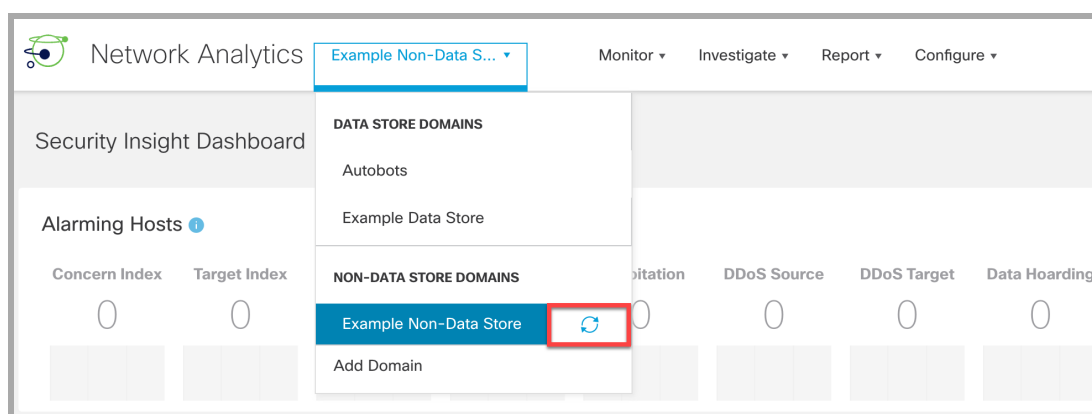 Network Analytics
Example Non-Data S...
Monitor
Investigate
Report
Configure
Security Insight Dashboard
DATA STORE DOMAINS
Autobots
Example Data Store
NON-DATA STORE DOMAINS
Example Non-Data Store
Add Domain
Alarming Hosts
Concern Index Target Index oitation DDoS Source DDoS Target Data Hoarding
0 0 0 0 0 0